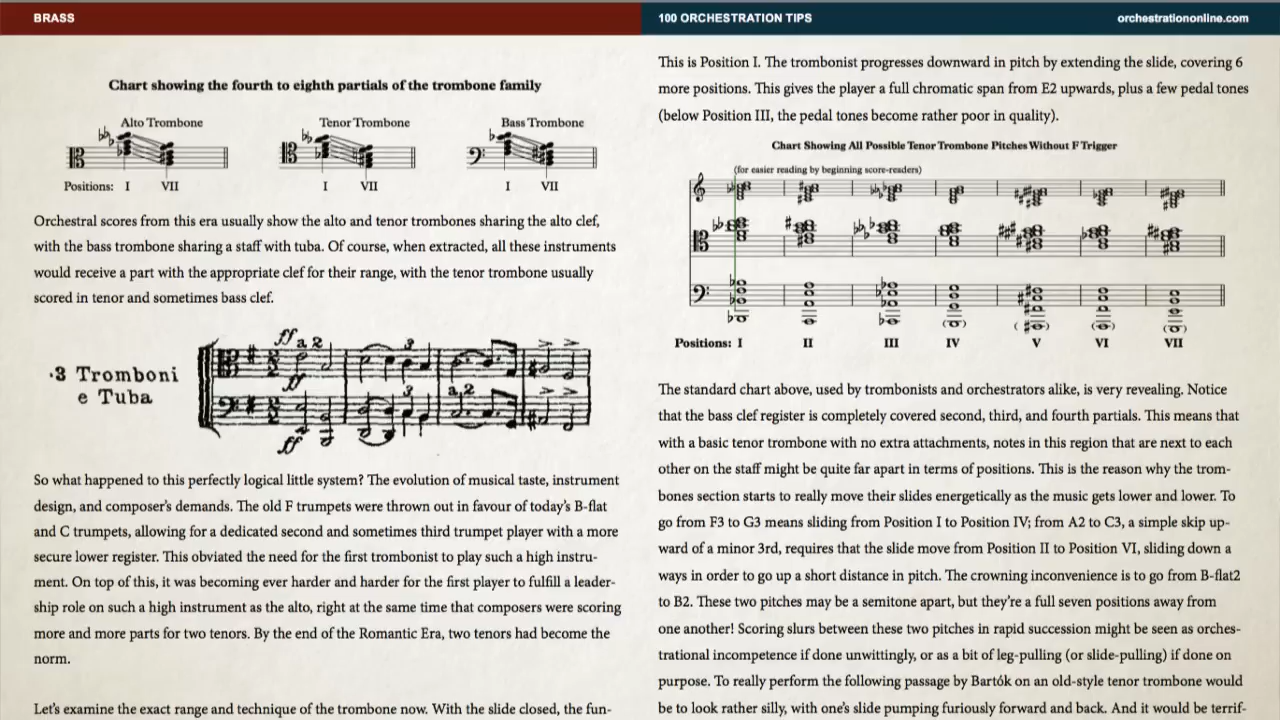 BRASS
Chart showing the fourth to eighth partials of the trombone family
Alto Trombone
Tenor Trombone
Bass Trombone
Positions: I VII
I VII
I VII
Orchestral scores from this era usually show the alto and tenor trombones sharing the alto clef,
with the bass trombone sharing a staff with tuba. Of course, when extracted, all these instruments
would receive a part with the appropriate clef for their range, with the tenor trombone usually
scored in tenor and sometimes bass clef.
·3 Tromboni
e Tuba
ff a 2
3
ff
3
a 2
ff
So what happened to this perfectly logical little system? The evolution of musical taste, instrument
design, and composer's demands. The old F trumpets were thrown out in favour of today's B-flat
and C trumpets, allowing for a dedicated second and sometimes third trumpet player with a more
secure lower register. This obviated the need for the first trombonist to play such a high instru-
ment. On top of this, it was becoming ever harder and harder for the first player to fulfill a leader-
ship role on such a high instrument as the alto, right at the same time that composers were scoring
more and more parts for two tenors. By the end of the Romantic Era, two tenors had become the
norm.
Let's examine the exact range and technique of the trombone now. With the slide closed, the fun-
100 ORCHESTRATION TIPS
orchestrationonline.com
This is Position I. The trombonist progresses downward in pitch by extending the slide, covering 6
more positions. This gives the player a full chromatic span from E2 upwards, plus a few pedal tones
(below Position III, the pedal tones become rather poor in quality).
Chart Showing All Possible Tenor Trombone Pitches Without F Trigger
(for easier reading by beginning score-readers)
Positions: I II III IV V VI VII
The standard chart above, used by trombonists and orchestrators alike, is very revealing. Notice
that the bass clef register is completely covered second, third, and fourth partials. This means that
with a basic tenor trombone with no extra attachments, notes in this region that are next to each
other on the staff might be quite far apart in terms of positions. This is the reason why the trom-
bones section starts to really move their slides energetically as the music gets lower and lower. To
go from F3 to G3 means sliding from Position I to Position IV; from A2 to C3, a simple skip up-
ward of a minor 3rd, requires that the slide move from Position II to Position VI, sliding down a
ways in order to go up a short distance in pitch. The crowning inconvenience is to go from B-flat2
to B2. These two pitches may be a semitone apart, but they're a full seven positions away from
one another! Scoring slurs between these two pitches in rapid succession might be seen as orches-
trational incompetence if done unwittingly, or as a bit of leg-pulling (or slide-pulling) if done on
purpose. To really perform the following passage by Bartók on an old-style tenor trombone would
be to look rather silly, with one's slide pumping furiously forward and back. And it would be terrif-